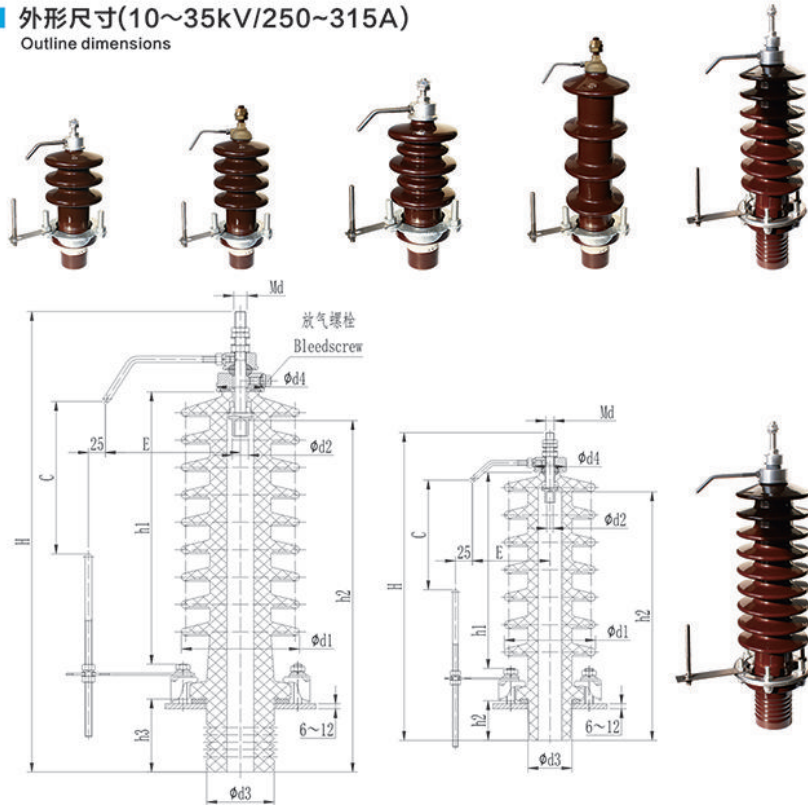 外形尺寸(10～35kV/250~315A)
Outline dimensions
Md
放气螺栓
Bleedscrew
Φd4
25
E
Φd2
C
H
h1
h2
Φd1
6～12
h3
Φd3
Md
Φd4
Φd2
C
25
E
H
h1
h2
Φd1
6～12
h2
Φd3